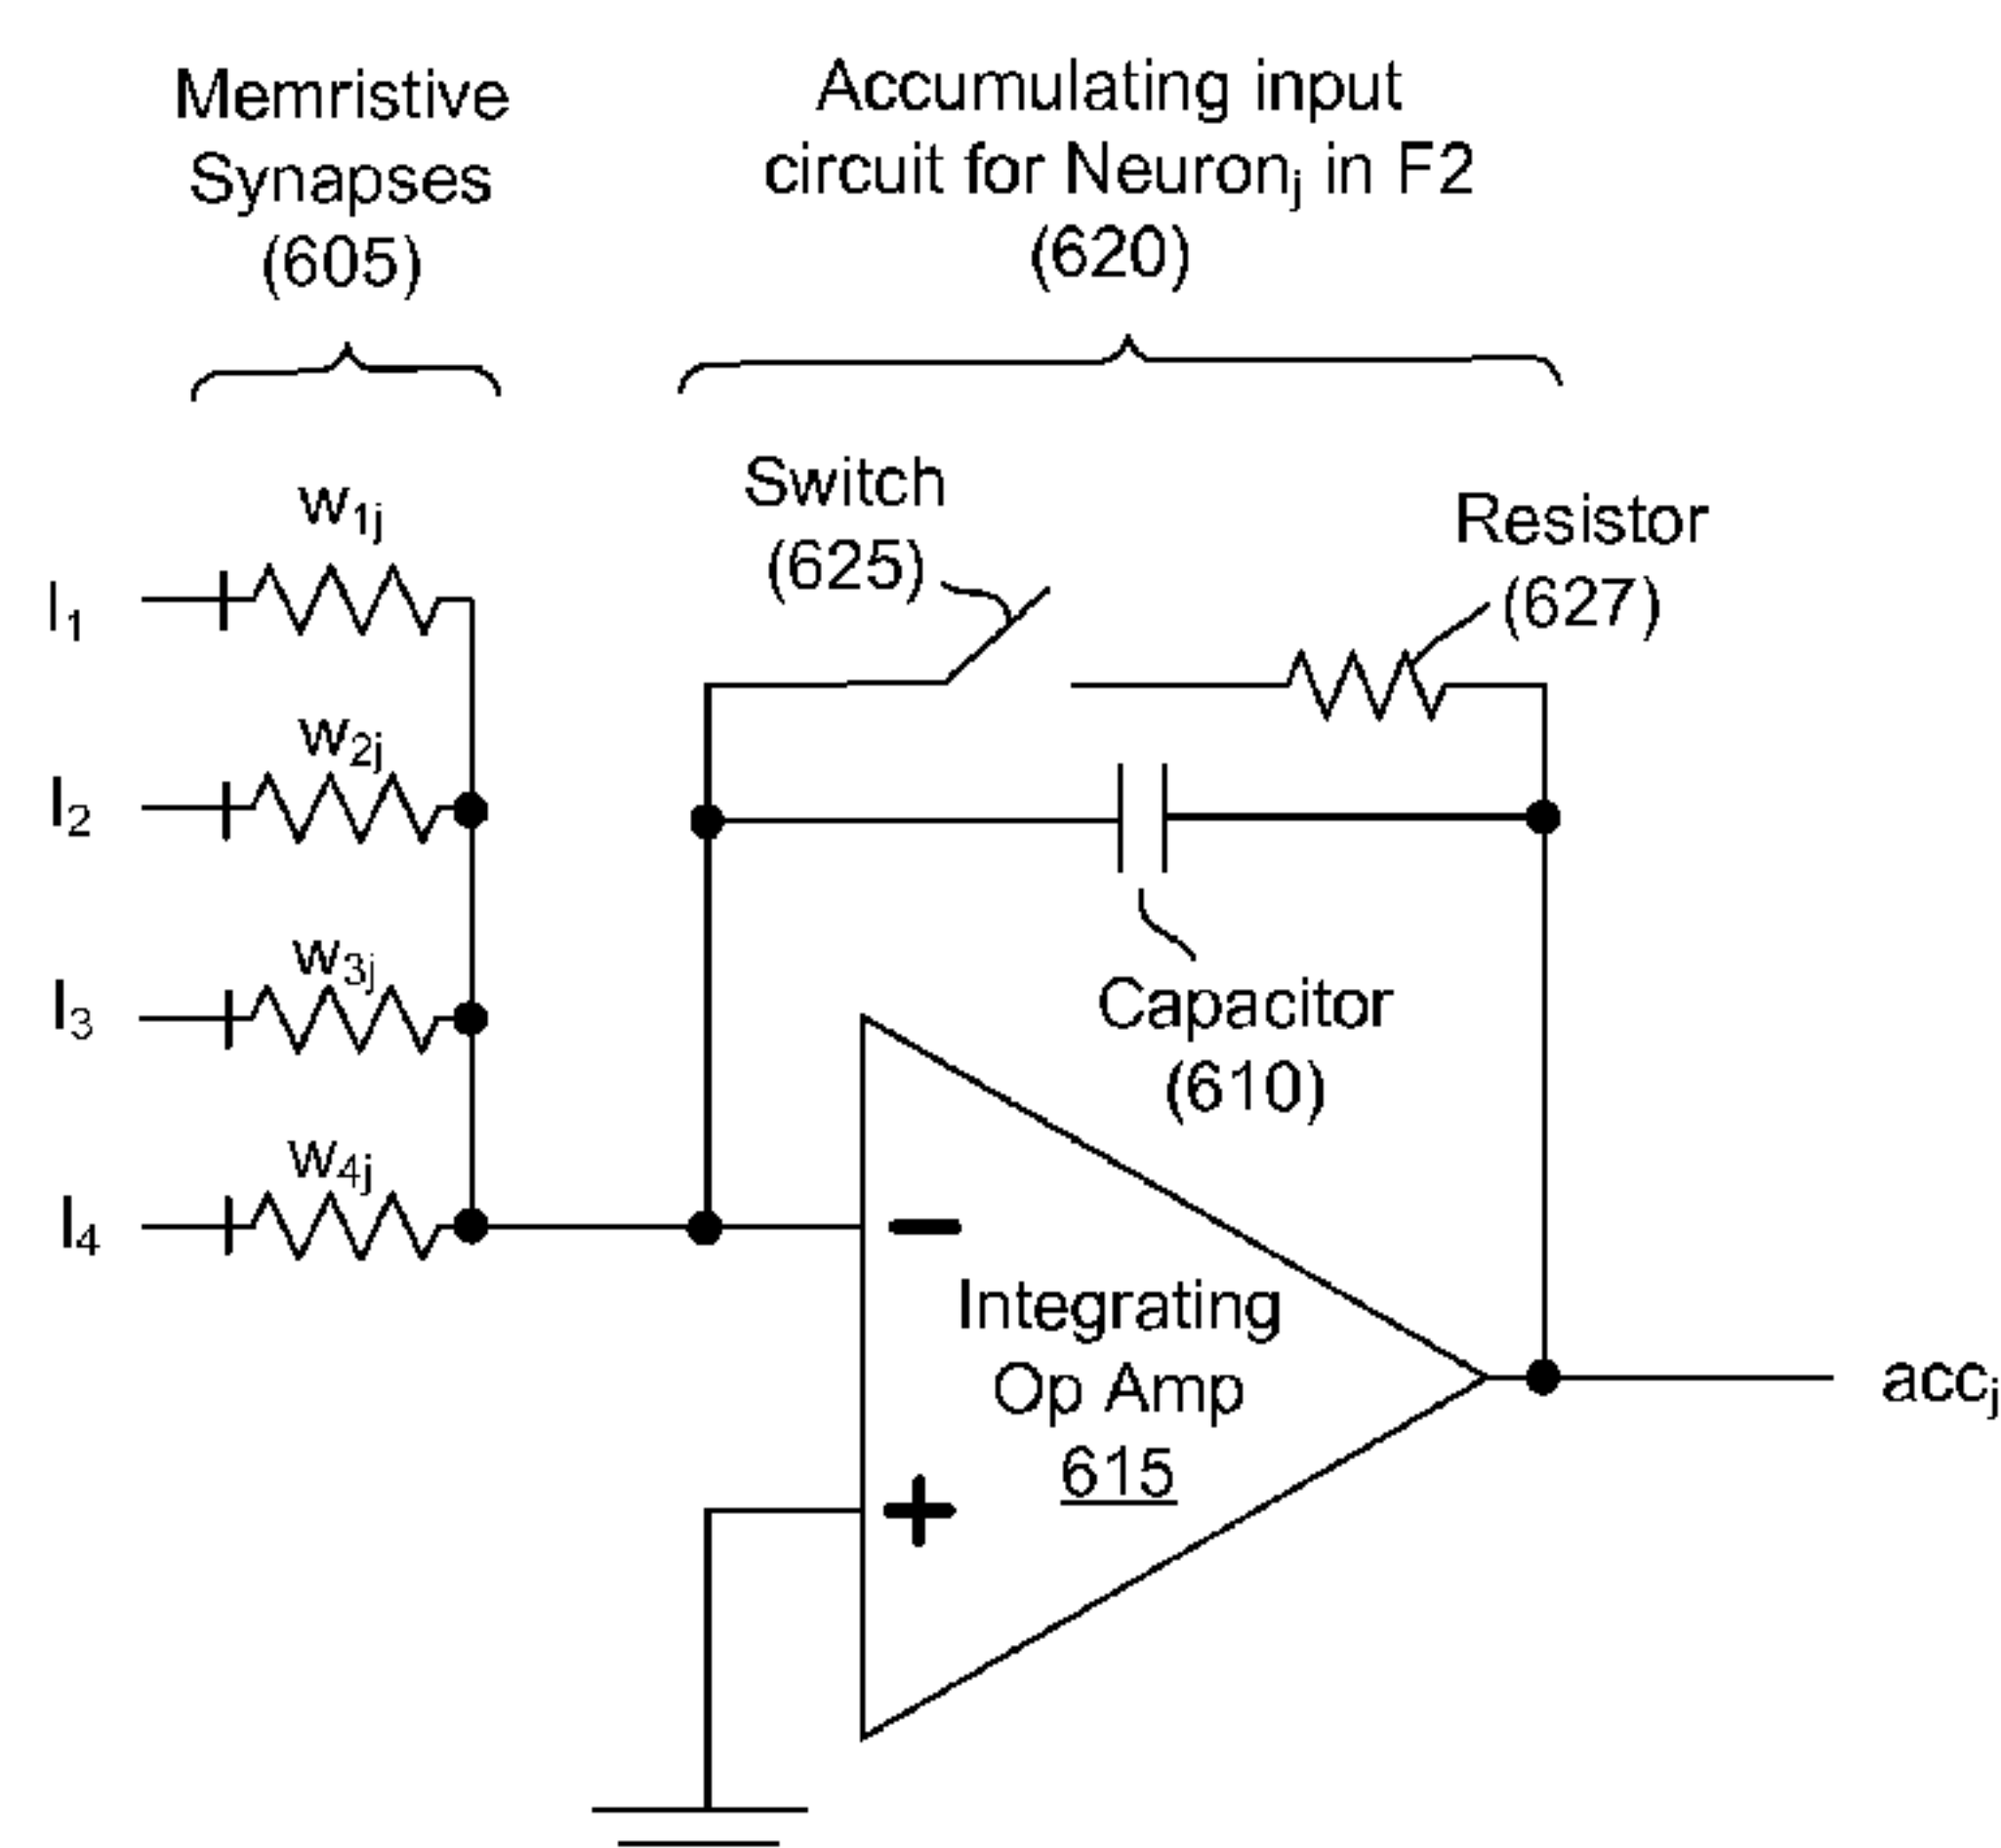 Memristive
Synapses
(605)
Accumulating input
circuit for Neuronj in F2
(620)
Switch
(625)
Resistor
(627)
w1j
I1
w2j
I2
w3j
I3
w4j
I4
Capacitor
(610)
−
Integrating
Op Amp
615
+
accj